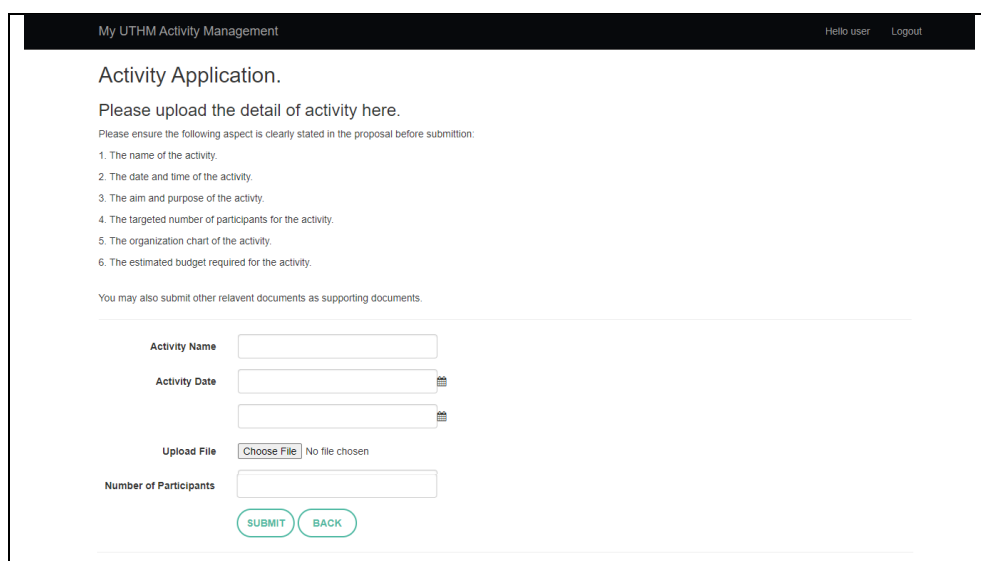 My UTHM Activity Management
Hello user Logout
Activity Application.
Please upload the detail of activity here.
Please ensure the following aspect is clearly stated in the proposal before submittion:
1. The name of the activity.
2. The date and time of the activity.
3. The aim and purpose of the activty.
4. The targeted number of participants for the activity.
5. The organization chart of the activity.
6. The estimated budget required for the activity.
You may also submit other relavent documents as supporting documents.
Activity Name
Activity Date
Upload File Choose File No file chosen
Number of Participants
SUBMIT BACK